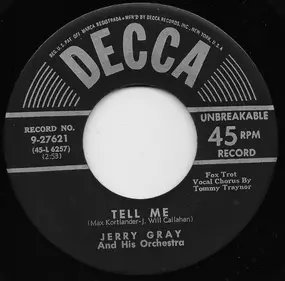 REG. U.S. PAT. OFF. MARCA REGISTRADA • MF'D BY DECCA RECORDS, INC., NEW YORK, U.S.A.
DECCA
RECORD NO.
9-27621
(45-L 6257)
(2:53)
UNBREAKABLE
45 RPM
RECORD
Fox Trot
Vocal Chorus By
Tommy Traynor
TELL ME
(Max Kortlander-J. Will Callahan)
JERRY GRAY
And His Orchestra